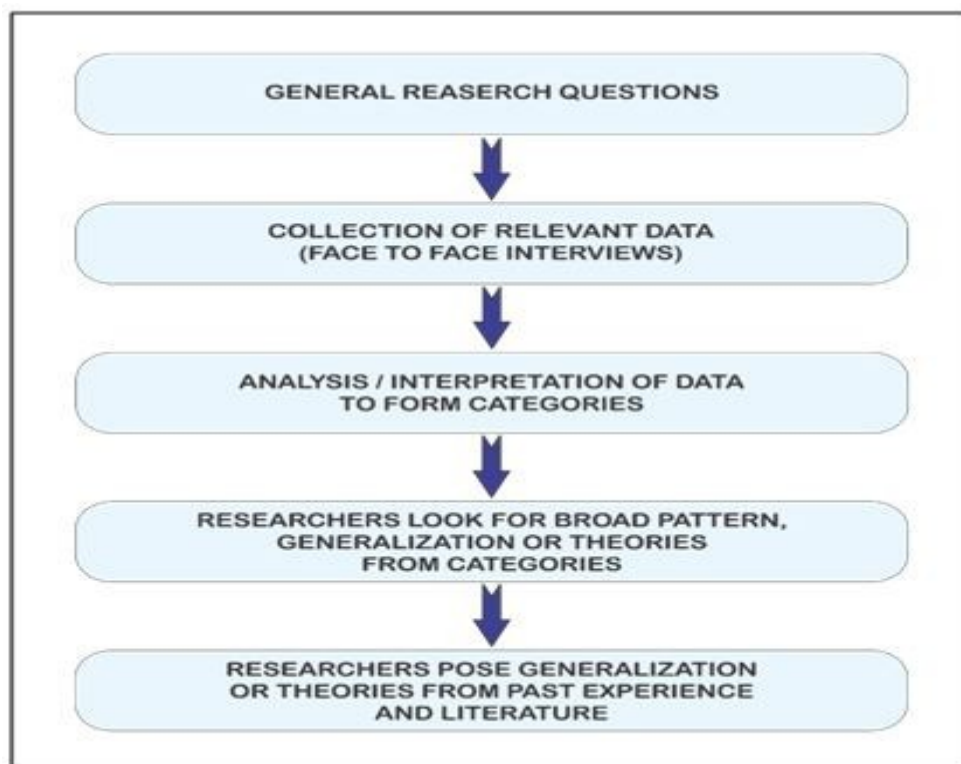 GENERAL REASERCH QUESTIONS
COLLECTION OF RELEVANT DATA
(FACE TO FACE INTERVIEWS)
ANALYSIS / INTERPRETATION OF DATA
TO FORM CATEGORIES
RESEARCHERS LOOK FOR BROAD PATTERN,
GENERALIZATION OR THEORIES
FROM CATEGORIES
RESEARCHERS POSE GENERALIZATION
OR THEORIES FROM PAST EXPERIENCE
AND LITERATURE